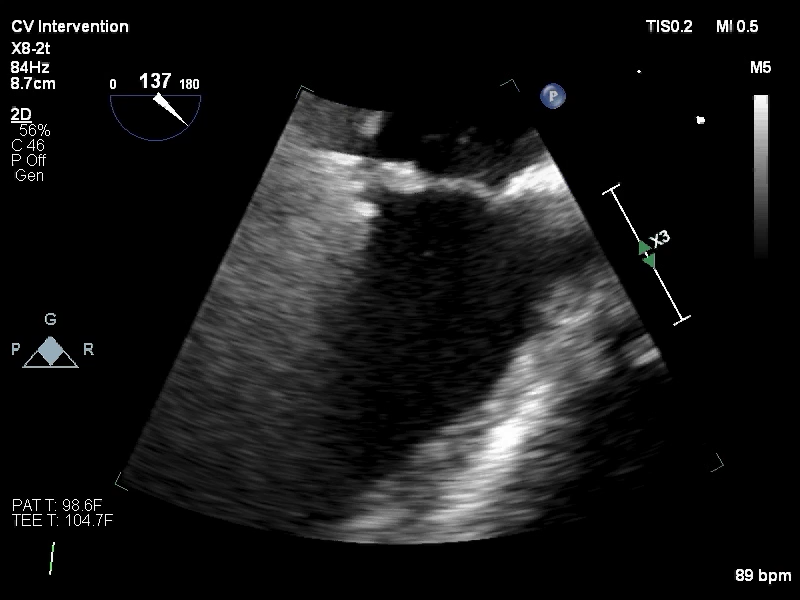 CV Intervention
X8-2t
84Hz
8.7cm
2D
56%
C 46
P Off
Gen
0 137 180
TIS0.2 MI 0.5
M5
P
X3
G
P R
PAT T: 98.6F
TEE T: 104.7F
89 bpm